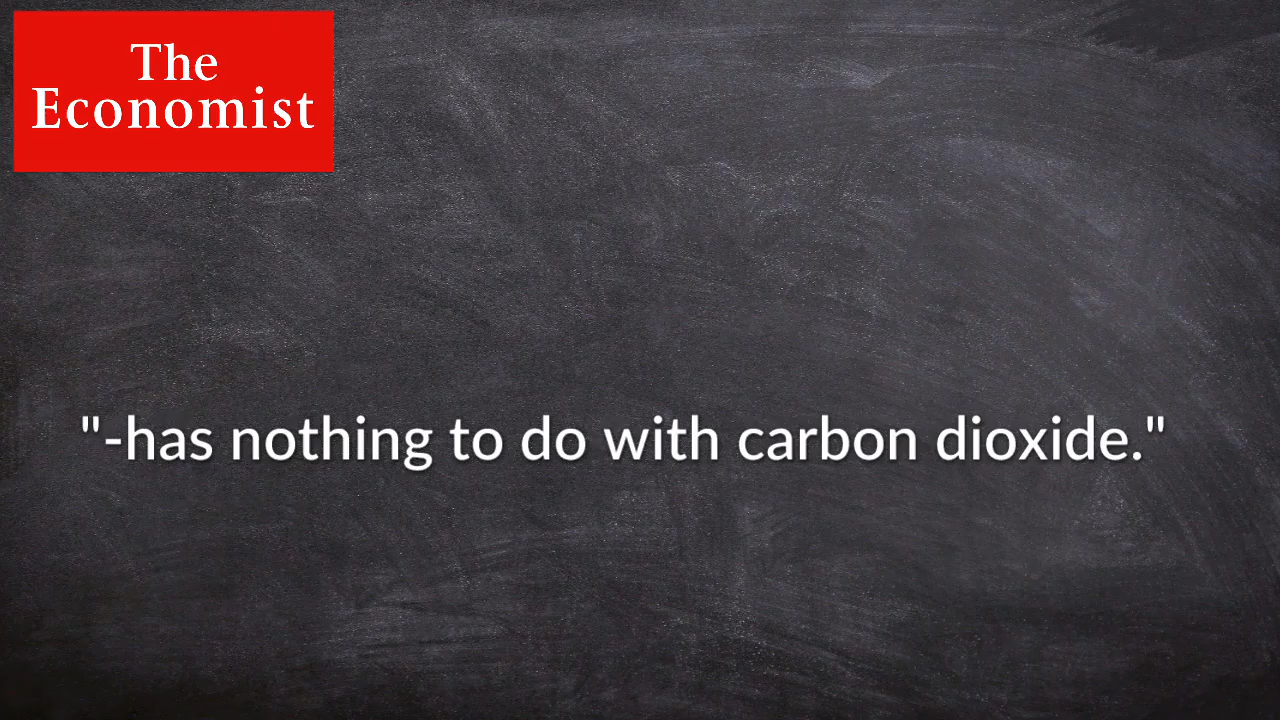 The
Economist
"-has nothing to do with carbon dioxide."